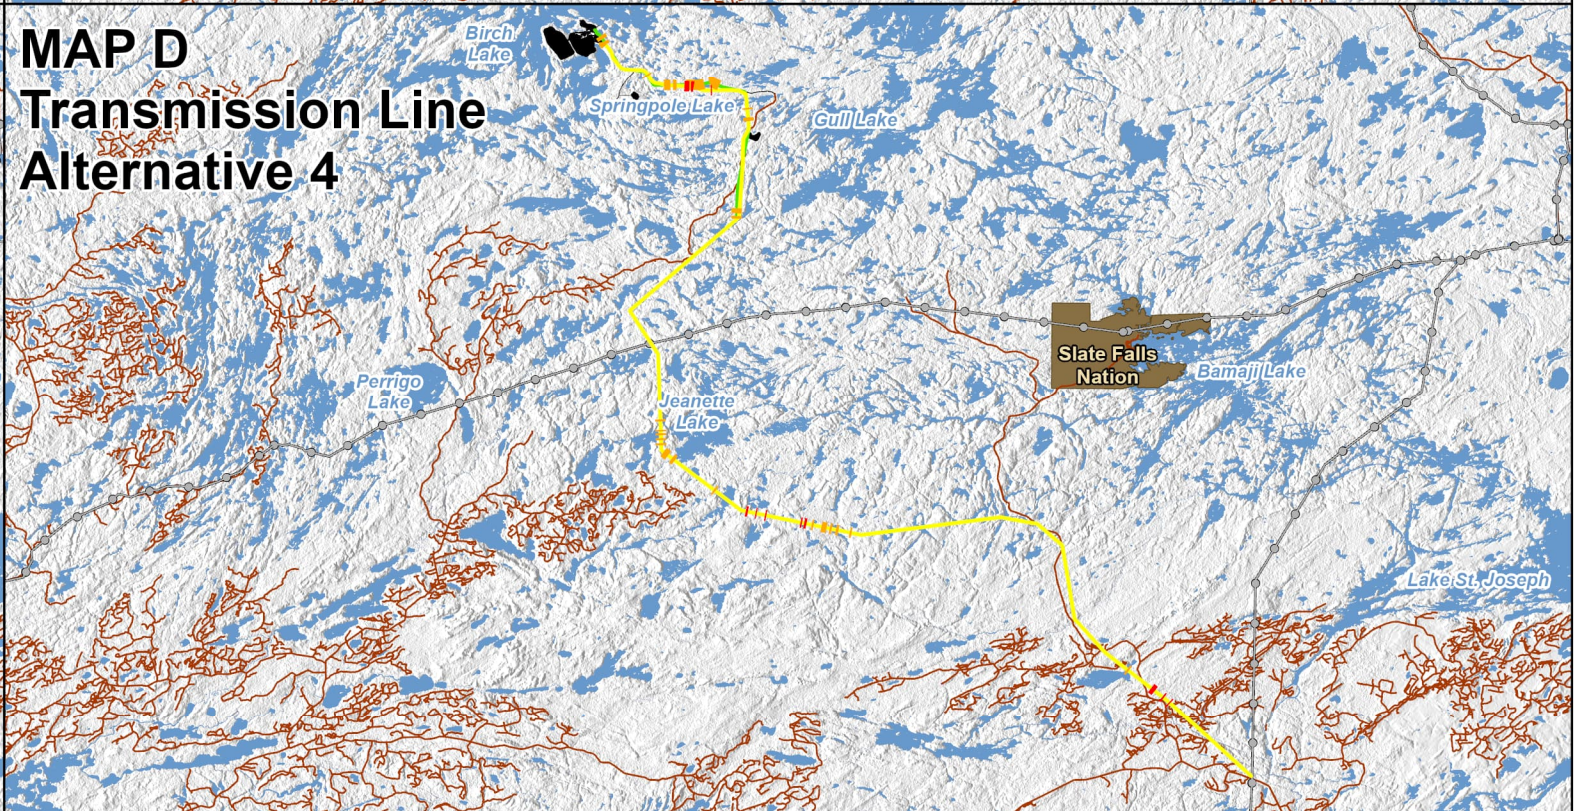 MAP D
Transmission Line
Alternative 4
Birch
Lake
Springpole Lake
Gull Lake
Slate Falls
Nation
Bamaji Lake
Perrigo
Lake
Jeanette
Lake
Lake St. Joseph